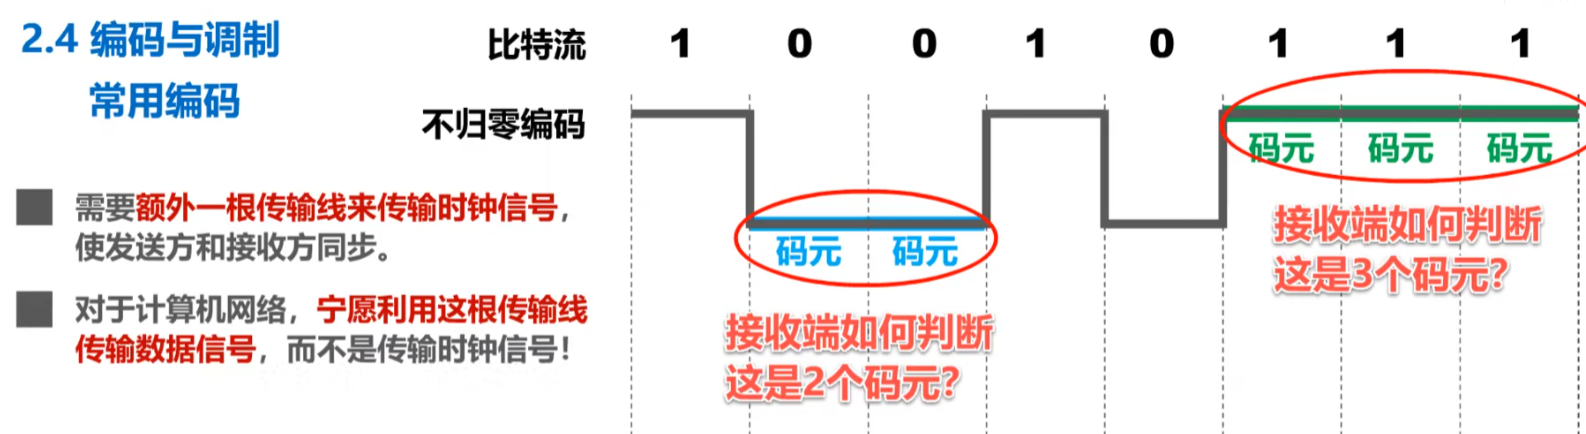 2.4 编码与调制
常用编码
比特流 1 0 0 1 0 1 1 1
不归零编码
码元 码元 码元
码元 码元
需要额外一根传输线来传输时钟信号，
使发送方和接收方同步。
对于计算机网络，宁愿利用这根传输线
传输数据信号，而不是传输时钟信号！
接收端如何判断
这是2个码元？
接收端如何判断
这是3个码元？